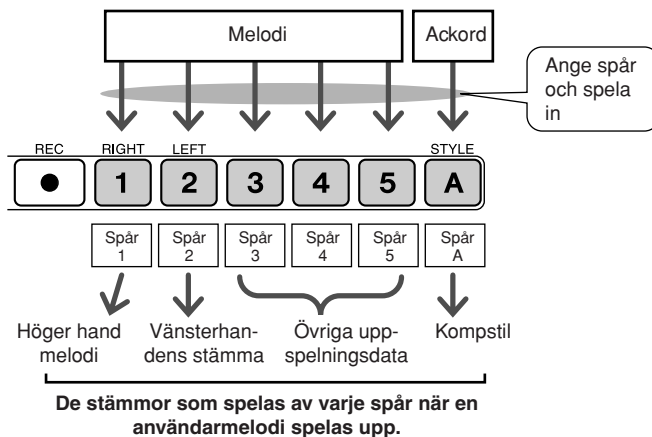 Melodi
Ackord
Ange spår
och spela
in
REC
RIGHT
LEFT
STYLE
1
2
3
4
5
A
Spår
1
Spår
2
Spår
3
Spår
4
Spår
5
Spår
A
Höger hand
melodi
Vänsterhan-
dens stämma
Övriga upp-
spelningsdata
Kompstil
De stämmor som spelas av varje spår när en
användarmelodi spelas upp.